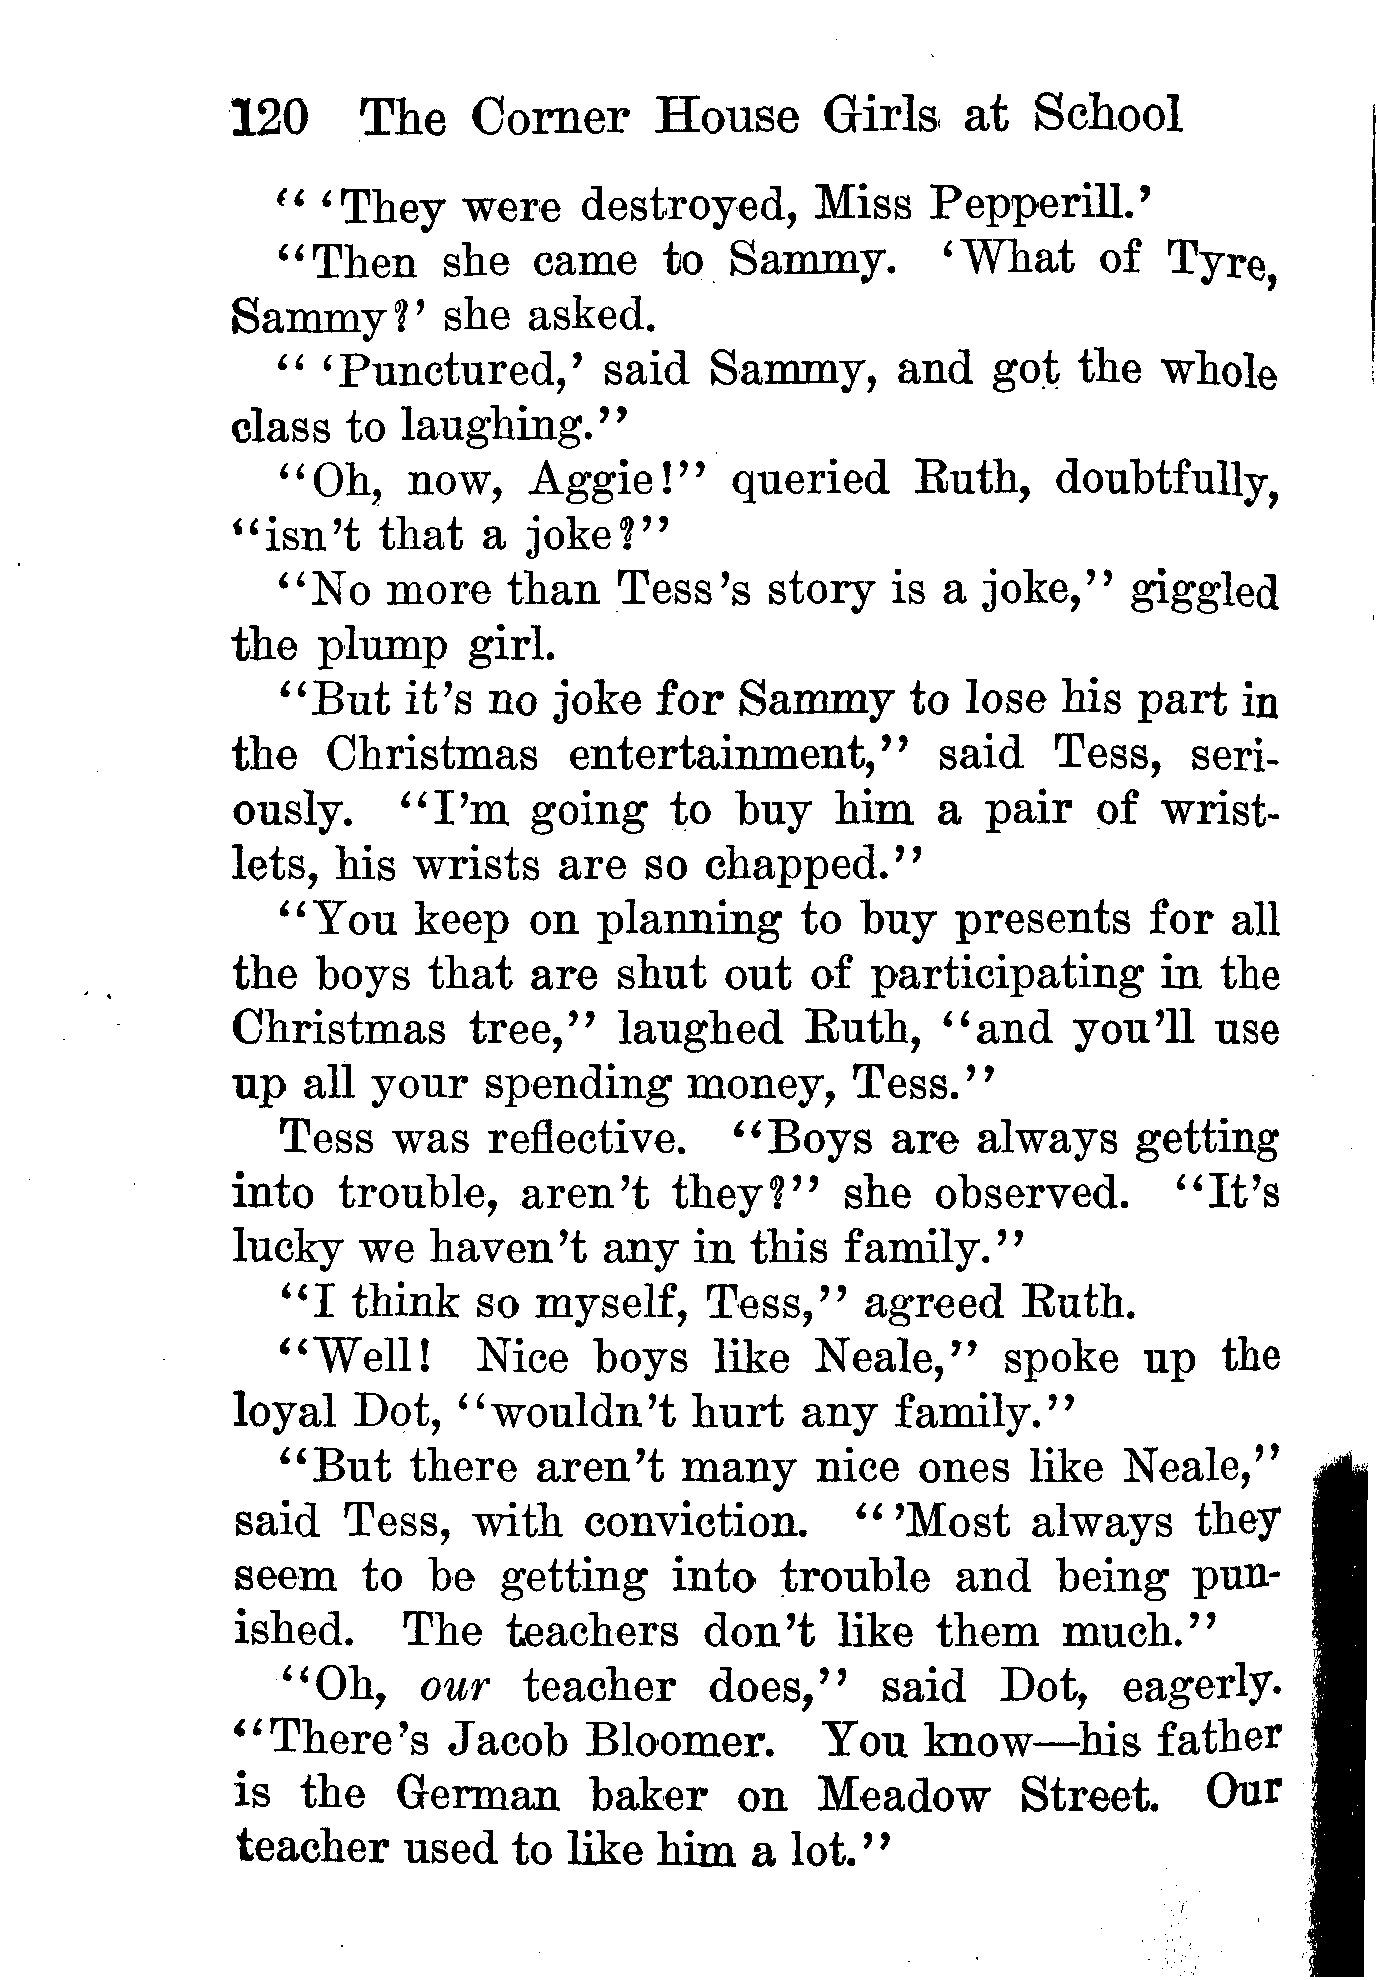 120 The Corner House Girls at School
“ ‘They were destroyed, Miss Pepperill.’
“Then she came to Sammy. ‘What of Tyre,
Sammy?’ she asked.
“ ‘Punctured,’ said Sammy, and got the whole
class to laughing.”
“Oh, now, Aggie!” queried Ruth, doubtfully,
“isn’t that a joke?”
“No more than Tess’s story is a joke,” giggled
the plump girl.
“But it’s no joke for Sammy to lose his part in
the Christmas entertainment,” said Tess, seri-
ously. “I’m going to buy him a pair of wrist-
lets, his wrists are so chapped.”
“You keep on planning to buy presents for all
the boys that are shut out of participating in the
Christmas tree,” laughed Ruth, “and you’ll use
up all your spending money, Tess.”
Tess was reflective. “Boys are always getting
into trouble, aren’t they?” she observed. “It’s
lucky we haven’t any in this family.”
“I think so myself, Tess,” agreed Ruth.
“Well! Nice boys like Neale,” spoke up the
loyal Dot, “wouldn’t hurt any family.”
“But there aren’t many nice ones like Neale,”
said Tess, with conviction. “ ’Most always they
seem to be getting into trouble and being pun-
ished. The teachers don’t like them much.”
“Oh, our teacher does,” said Dot, eagerly.
“There’s Jacob Bloomer. You know—his father
is the German baker on Meadow Street. Our
teacher used to like him a lot.”